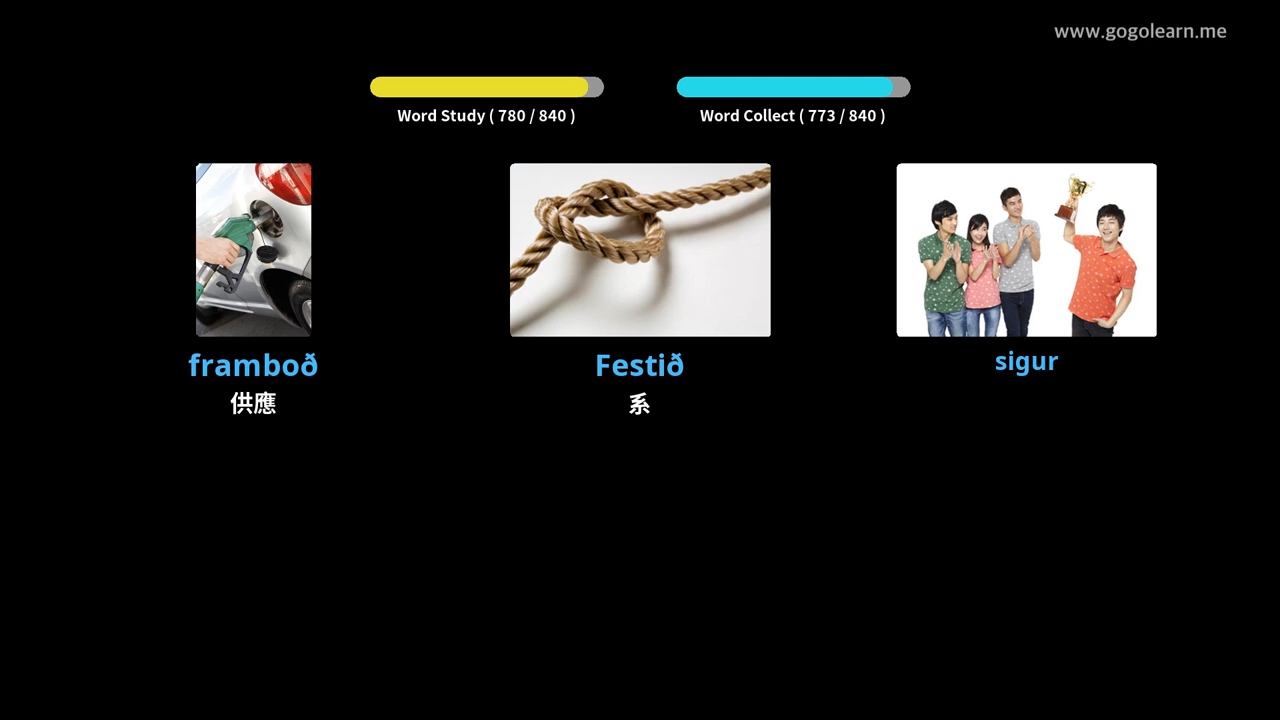 www.gogolearn.me
Word Study ( 780 / 840 )
Word Collect ( 773 / 840 )
framboð
供應
Festið
系
sigur